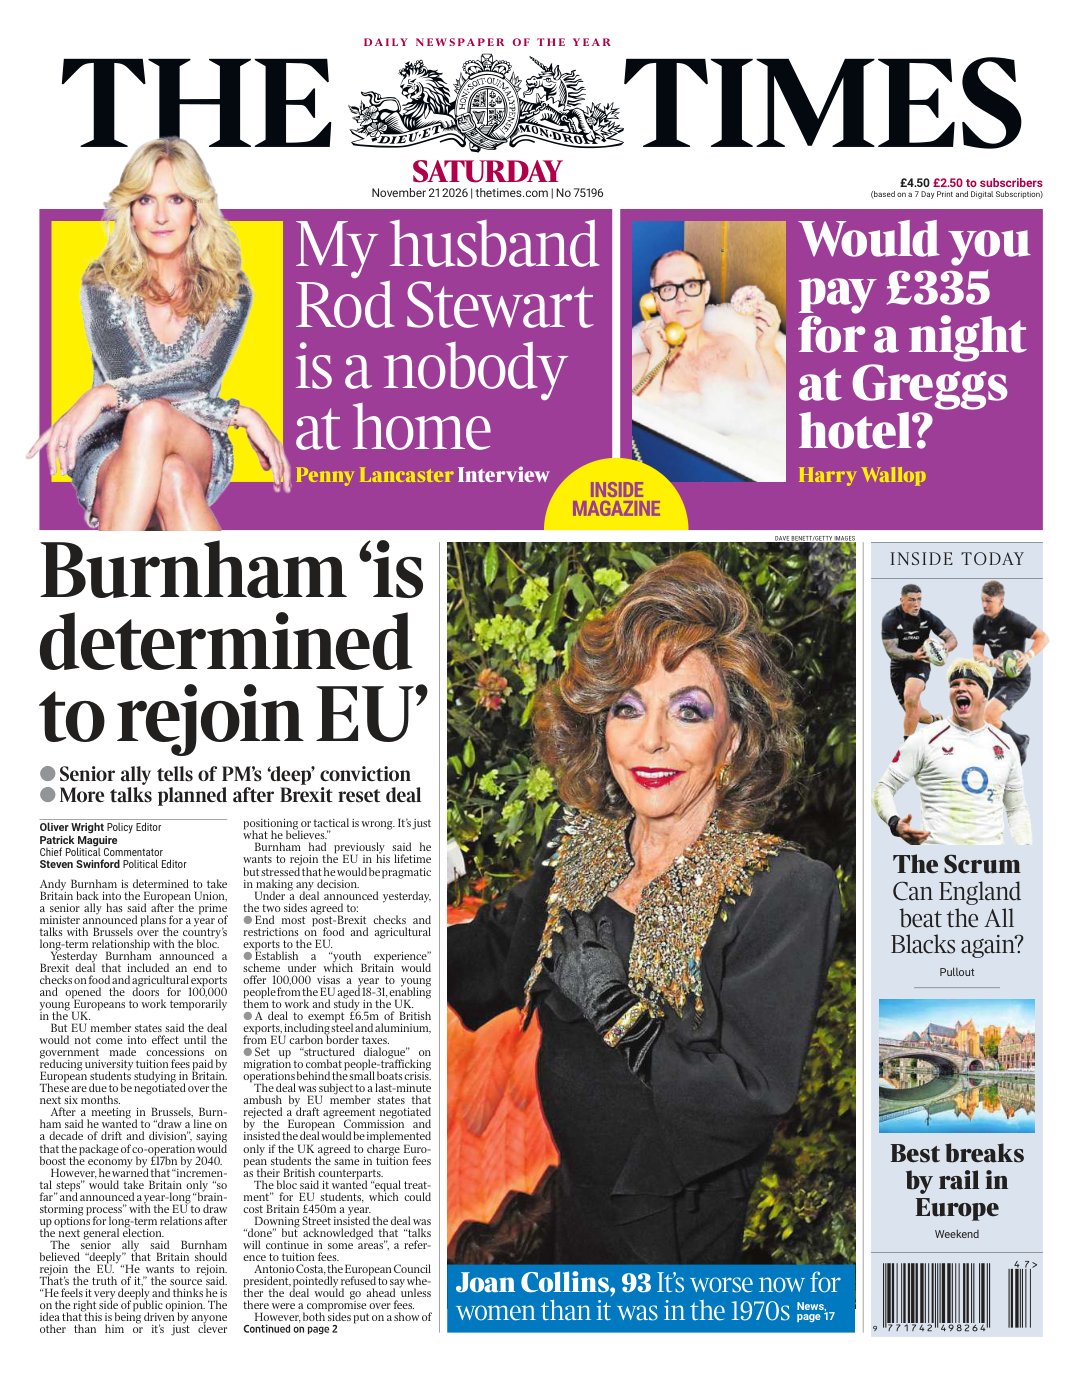 DAILY NEWSPAPER OF THE YEAR
THE TIMES
HONI·SOIT·QUI·MAL·Y·PENSE
DIEU·ET MON·DROIT
SATURDAY
November 21 2026 | thetimes.com | No 75196
£4.50 £2.50 to subscribers
(based on a 7 Day Print and Digital Subscription)
My husband
Rod Stewart
is a nobody
at home
Penny Lancaster Interview
Would you
pay £335
for a night
at Greggs
hotel?
Harry Wallop
INSIDE
MAGAZINE
Burnham ‘is
determined
to rejoin EU’
● Senior ally tells of PM’s ‘deep’ conviction
● More talks planned after Brexit reset deal
Oliver Wright Policy Editor
Patrick Maguire
Chief Political Commentator
Steven Swinford Political Editor
Andy Burnham is determined to take
Britain back into the European Union,
a senior ally has said after the prime
minister announced plans for a year of
talks with Brussels over the country’s
long-term relationship with the bloc.
Yesterday Burnham announced a
Brexit deal that included an end to
checks on food and agricultural exports
and opened the doors for 100,000
young Europeans to work temporarily
in the UK.
But EU member states said the deal
would not come into effect until the
government made concessions on
reducing university tuition fees paid by
European students studying in Britain.
These are due to be negotiated over the
next six months.
After a meeting in Brussels, Burn-
ham said he wanted to “draw a line on
a decade of drift and division”, saying
that the package of co-operation would
boost the economy by £17bn by 2040.
However, he warned that “incremen-
tal steps” would take Britain only “so
far” and announced a year-long “brain-
storming process” with the EU to draw
up options for long-term relations after
the next general election.
The senior ally said Burnham
believed “deeply” that Britain should
rejoin the EU. “He wants to rejoin.
That’s the truth of it,” the source said.
“He feels it very deeply and thinks he is
on the right side of public opinion. The
idea that this is being driven by anyone
other than him or it’s just clever
positioning or tactical is wrong. It’s just
what he believes.”
Burnham had previously said he
wants to rejoin the EU in his lifetime
but stressed that he would be pragmatic
in making any decision.
Under a deal announced yesterday,
the two sides agreed to:
● End most post-Brexit checks and
restrictions on food and agricultural
exports to the EU.
● Establish a “youth experience”
scheme under which Britain would
offer 100,000 visas a year to young
people from the EU aged 18-31, enabling
them to work and study in the UK.
● A deal to exempt £6.5m of British
exports, including steel and aluminium,
from EU carbon border taxes.
● Set up “structured dialogue” on
migration to combat people-trafficking
operations behind the small boats crisis.
The deal was subject to a last-minute
ambush by EU member states that
rejected a draft agreement negotiated
by the European Commission and
insisted the deal would be implemented
only if the UK agreed to charge Euro-
pean students the same in tuition fees
as their British counterparts.
The bloc said it wanted “equal treat-
ment” for EU students, which could
cost Britain £450m a year.
Downing Street insisted the deal was
“done” but acknowledged that “talks
will continue in some areas”, a refer-
ence to tuition fees.
Antonio Costa, the European Council
president, pointedly refused to say whe-
ther the deal would go ahead unless
there were a compromise over fees.
However, both sides put on a show of
Continued on page 2
DAVE BENETT/GETTY IMAGES
Joan Collins, 93 It’s worse now for
women than it was in the 1970s News, page 17
INSIDE TODAY
O2
The Scrum
Can England
beat the All
Blacks again?
Pullout
Best breaks
by rail in
Europe
Weekend
47>
9 771742 498264